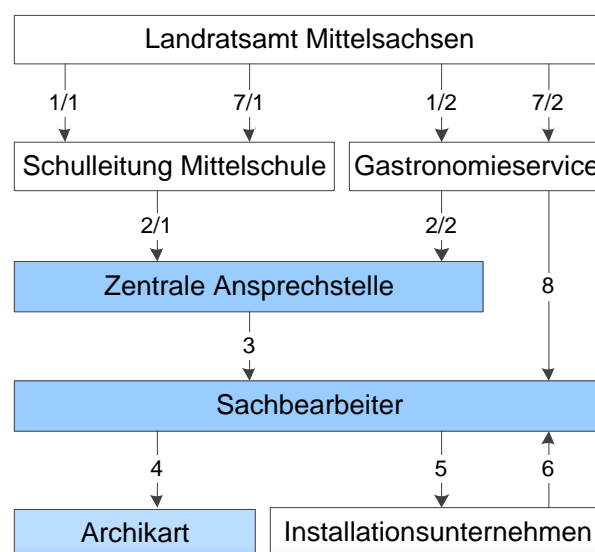 Landratsamt Mittelsachsen
1/1 7/1 1/2 7/2
Schulleitung Mittelschule Gastronomieservice
2/1 2/2
Zentrale Ansprechstelle
8
3
Sachbearbeiter
4 5 6
Archikart Installationsunternehmen